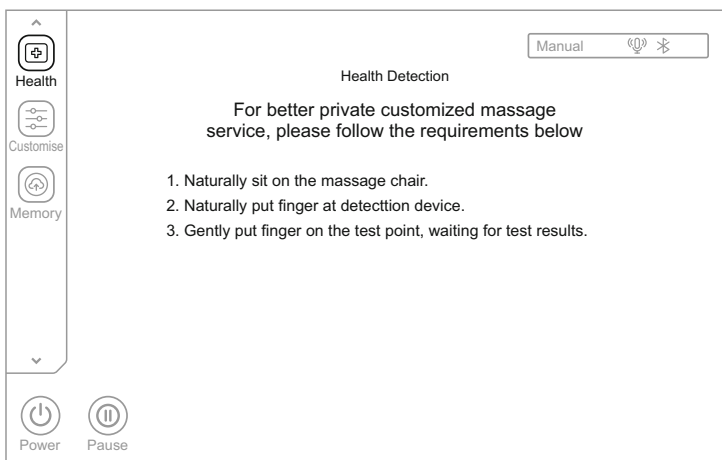 Manual
Health
Health Detection
For better private customized massage
service, please follow the requirements below
Customise
1. Naturally sit on the massage chair.
2. Naturally put finger at detecttion device.
Memory
3. Gently put finger on the test point, waiting for test results.
Power
Pause